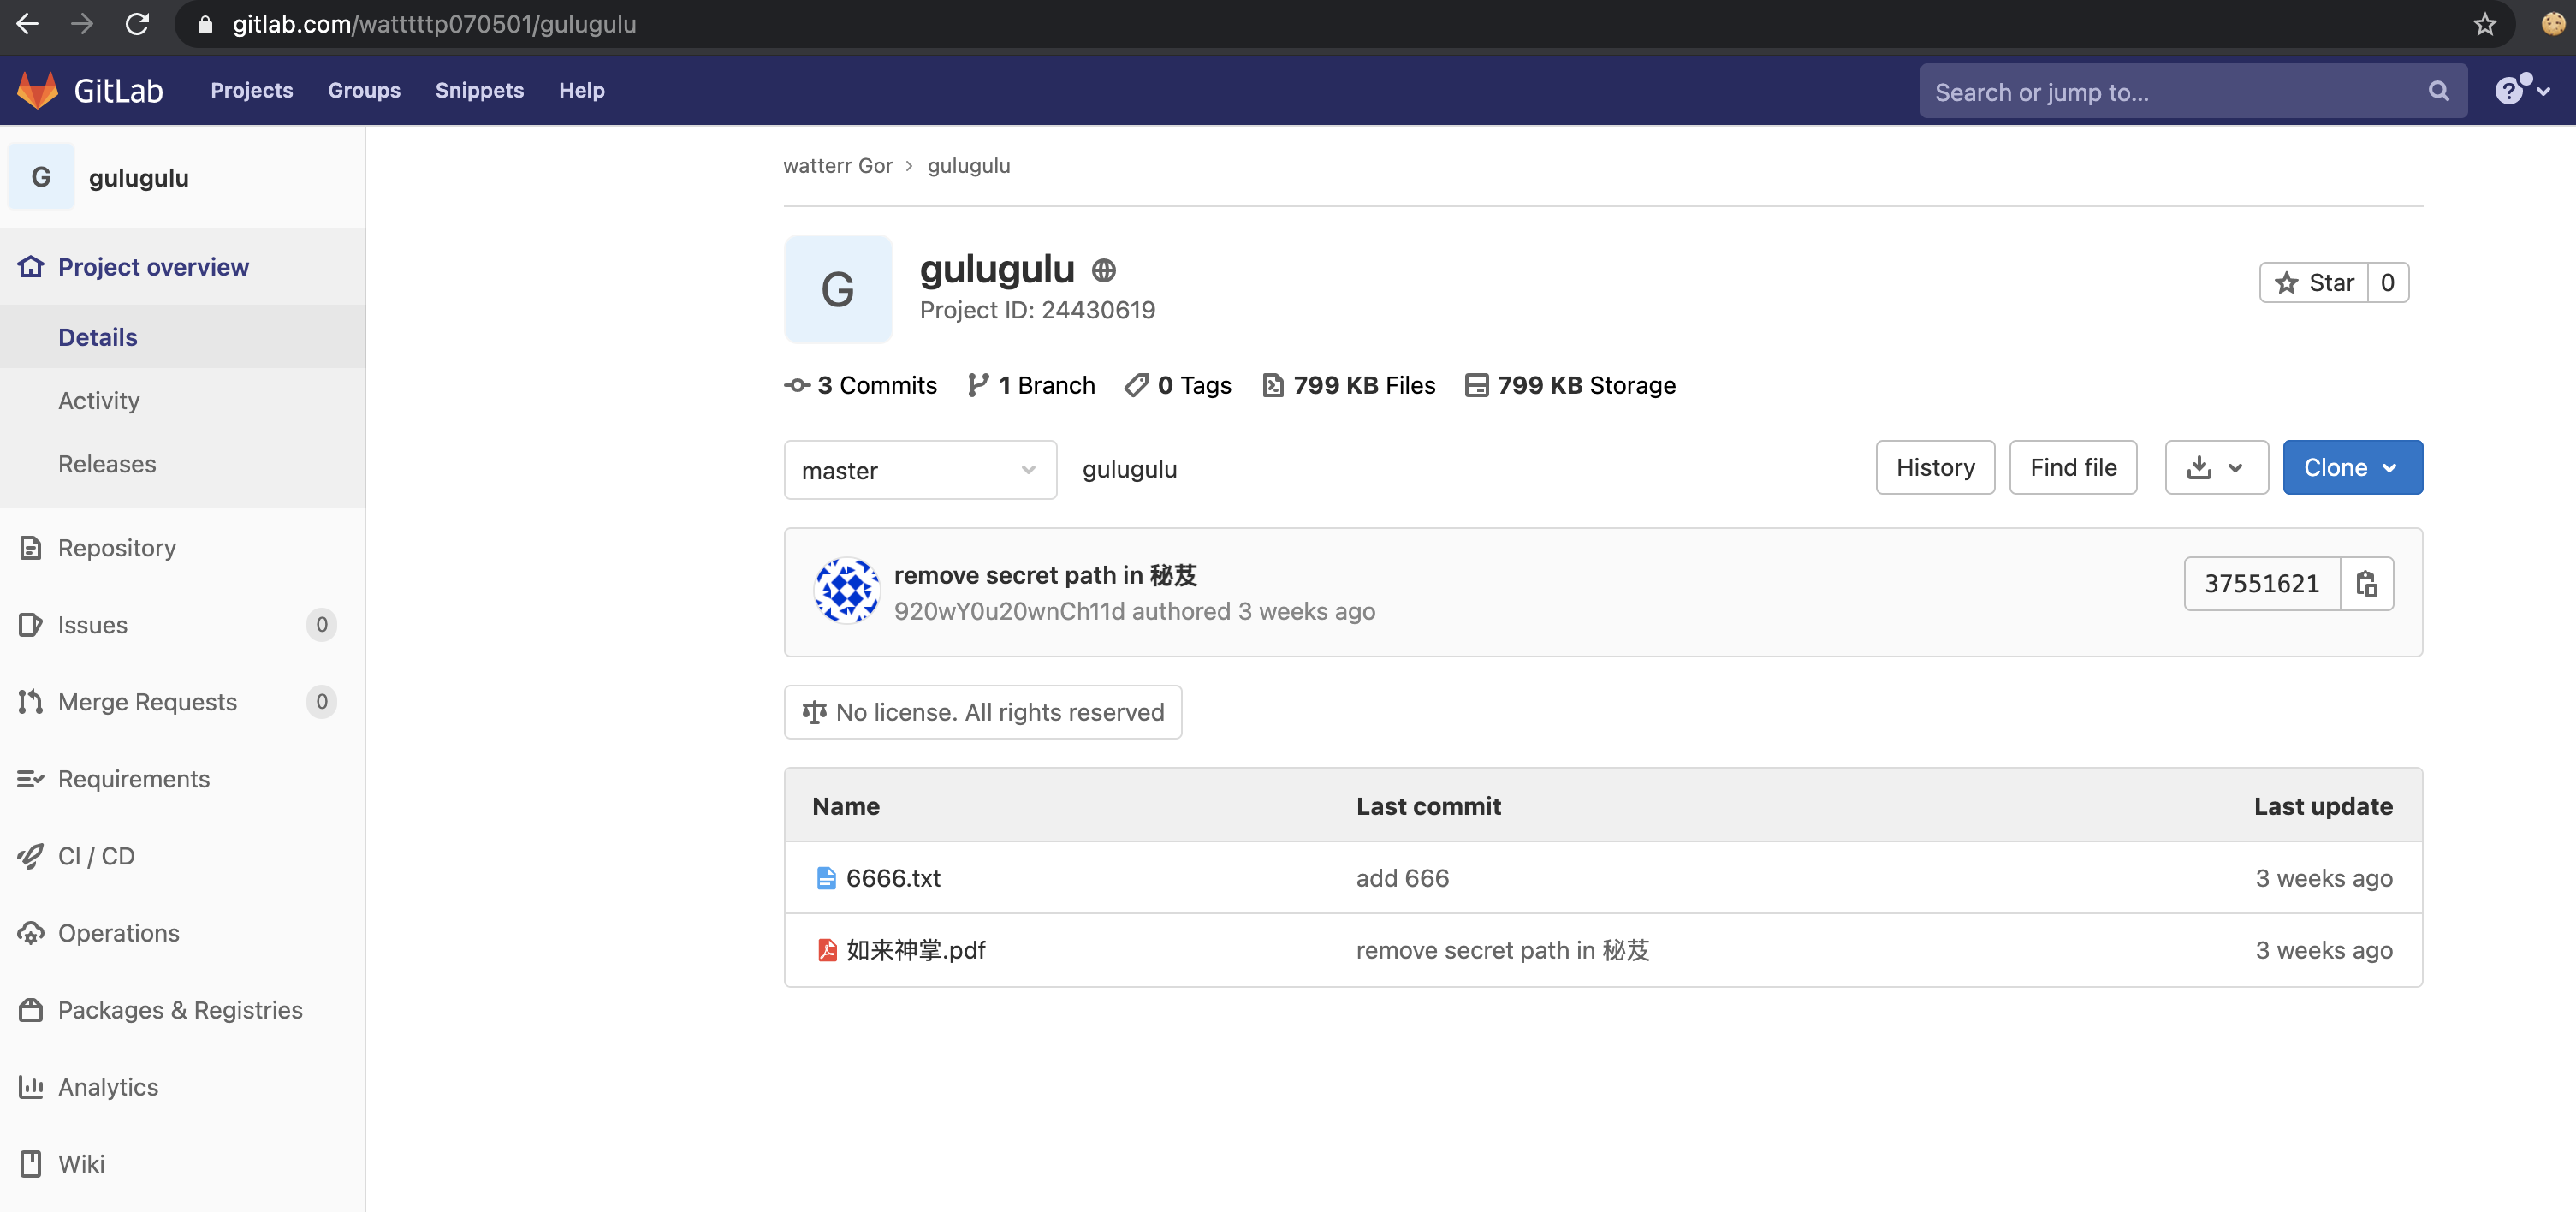 gitlab.com/watttttp070501/gulugulu
GitLab Projects Groups Snippets Help Search or jump to...
G gulugulu
Project overview
Details
Activity
Releases
Repository
Issues 0
Merge Requests 0
Requirements
CI / CD
Operations
Packages & Registries
Analytics
Wiki
watterr Gor > gulugulu
G
gulugulu
Project ID: 24430619
Star 0
3 Commits 1 Branch 0 Tags 799 KB Files 799 KB Storage
master gulugulu History Find file Clone
remove secret path in 秘芨
920wY0u20wnCh11d authored 3 weeks ago
37551621
No license. All rights reserved
Name Last commit Last update
6666.txt add 666 3 weeks ago
如来神掌.pdf remove secret path in 秘芨 3 weeks ago